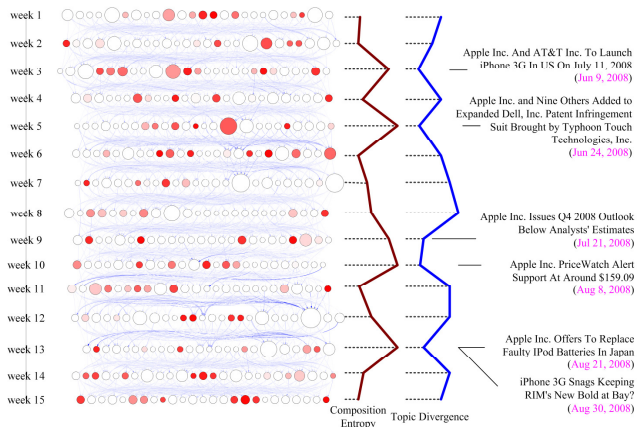 week 1
week 2
week 3
week 4
week 5
week 6
week 7
week 8
week 9
week 10
week 11
week 12
week 13
week 14
week 15
Composition
Entropy
Topic Divergence
Apple Inc. And AT&T Inc. To Launch
iPhone 3G In US On July 11, 2008
(Jun 9, 2008)
Apple Inc. and Nine Others Added to
Expanded Dell, Inc. Patent Infringement
Suit Brought by Typhoon Touch
Technologies, Inc.
(Jun 24, 2008)
Apple Inc. Issues Q4 2008 Outlook
Below Analysts' Estimates
(Jul 21, 2008)
Apple Inc. PriceWatch Alert
Support At Around $159.09
(Aug 8, 2008)
Apple Inc. Offers To Replace
Faulty IPod Batteries In Japan
(Aug 21, 2008)
iPhone 3G Snags Keeping
RIM's New Bold at Bay?
(Aug 30, 2008)